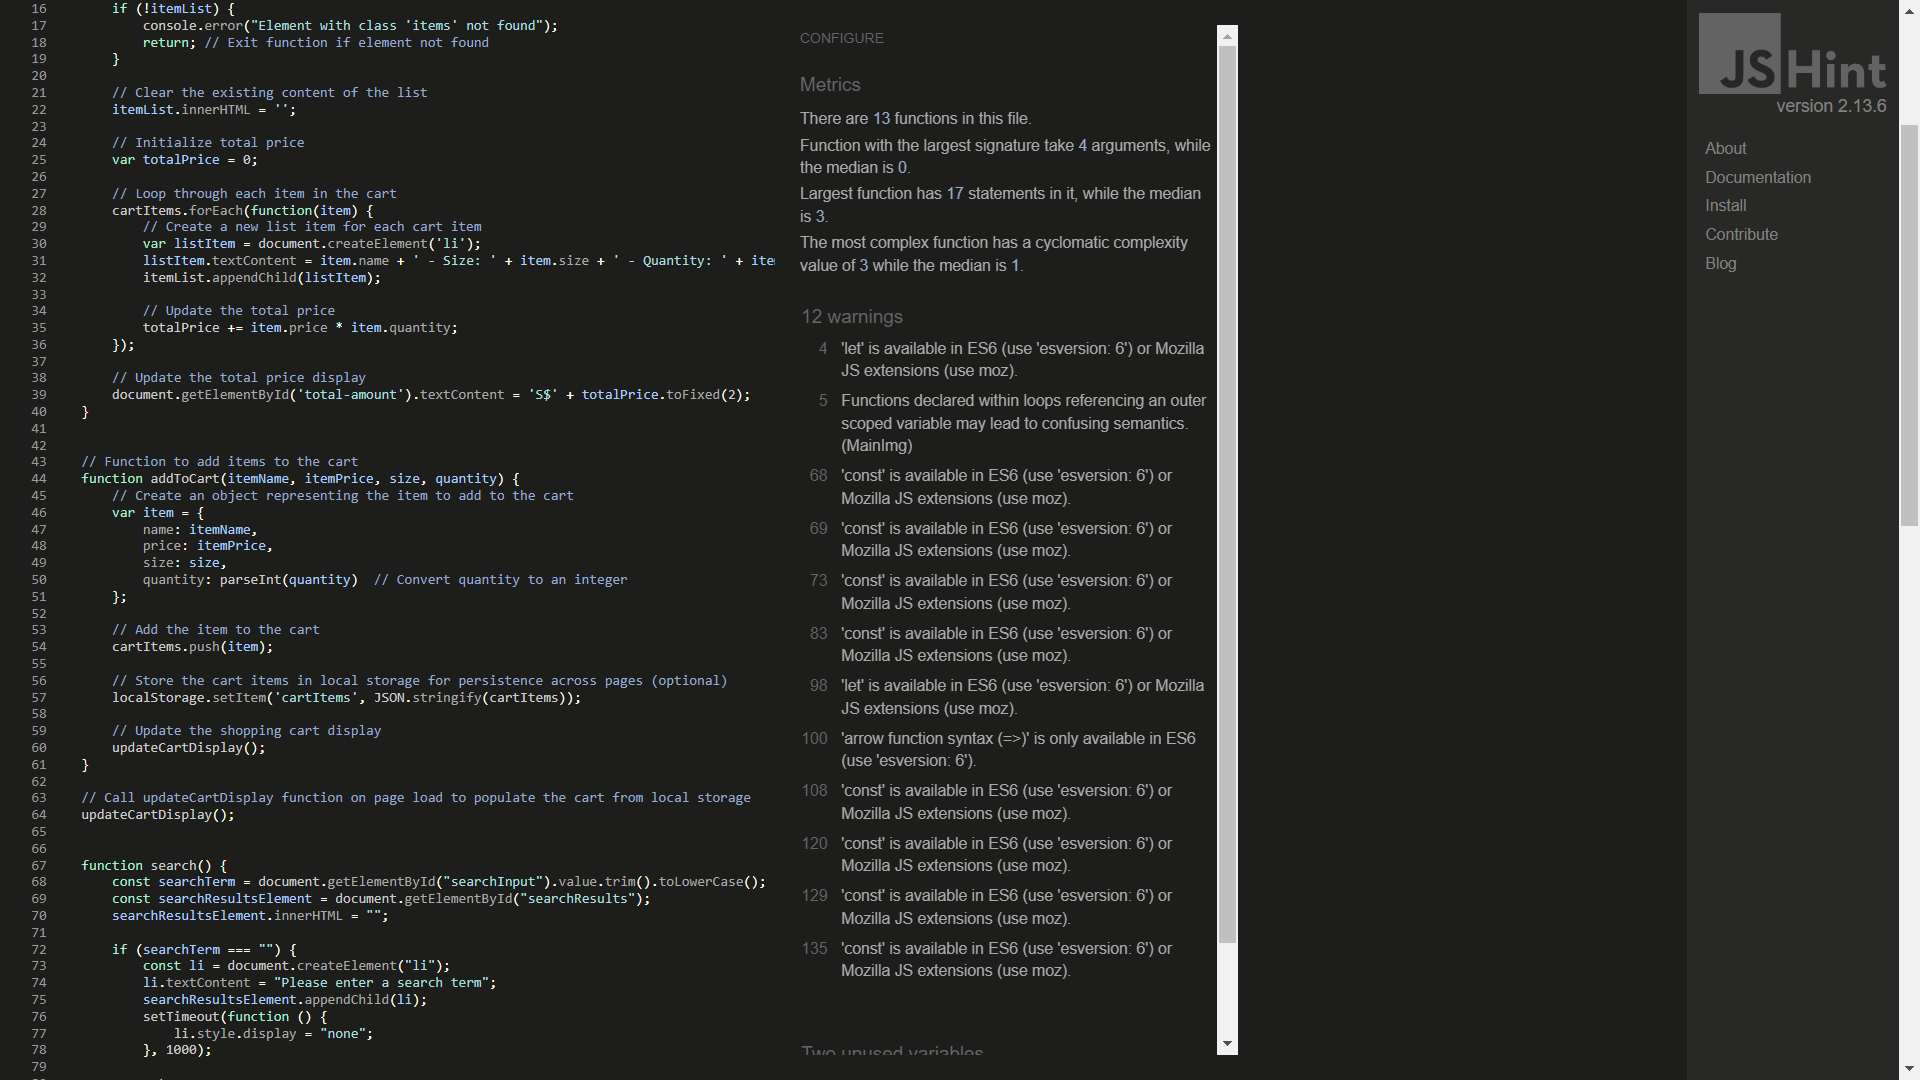 16 if (!itemList) {
17 console.error("Element with class 'items' not found");
18 return; // Exit function if element not found
19 }
20
21 // Clear the existing content of the list
22 itemList.innerHTML = '';
23
24 // Initialize total price
25 var totalPrice = 0;
26
27 // Loop through each item in the cart
28 cartItems.forEach(function(item) {
29 // Create a new list item for each cart item
30 var listItem = document.createElement('li');
31 listItem.textContent = item.name + ' - Size: ' + item.size + ' - Quantity: ' + ite
32 itemList.appendChild(listItem);
33
34 // Update the total price
35 totalPrice += item.price * item.quantity;
36 });
37
38 // Update the total price display
39 document.getElementById('total-amount').textContent = 'S$' + totalPrice.toFixed(2);
40 }
41
42
43 // Function to add items to the cart
44 function addToCart(itemName, itemPrice, size, quantity) {
45 // Create an object representing the item to add to the cart
46 var item = {
47 name: itemName,
48 price: itemPrice,
49 size: size,
50 quantity: parseInt(quantity) // Convert quantity to an integer
51 };
52
53 // Add the item to the cart
54 cartItems.push(item);
55
56 // Store the cart items in local storage for persistence across pages (optional)
57 localStorage.setItem('cartItems', JSON.stringify(cartItems));
58
59 // Update the shopping cart display
60 updateCartDisplay();
61 }
62
63 // Call updateCartDisplay function on page load to populate the cart from local storage
64 updateCartDisplay();
65
66
67 function search() {
68 const searchTerm = document.getElementById("searchInput").value.trim().toLowerCase();
69 const searchResultsElement = document.getElementById("searchResults");
70 searchResultsElement.innerHTML = "";
71
72 if (searchTerm === "") {
73 const li = document.createElement("li");
74 li.textContent = "Please enter a search term";
75 searchResultsElement.appendChild(li);
76 setTimeout(function () {
77 li.style.display = "none";
78 }, 1000);
79
CONFIGURE
Metrics
There are 13 functions in this file.
Function with the largest signature take 4 arguments, while
the median is 0.
Largest function has 17 statements in it, while the median
is 3.
The most complex function has a cyclomatic complexity
value of 3 while the median is 1.
12 warnings
4 'let' is available in ES6 (use 'esversion: 6') or Mozilla
JS extensions (use moz).
5 Functions declared within loops referencing an outer
scoped variable may lead to confusing semantics.
(MainImg)
68 'const' is available in ES6 (use 'esversion: 6') or
Mozilla JS extensions (use moz).
69 'const' is available in ES6 (use 'esversion: 6') or
Mozilla JS extensions (use moz).
73 'const' is available in ES6 (use 'esversion: 6') or
Mozilla JS extensions (use moz).
83 'const' is available in ES6 (use 'esversion: 6') or
Mozilla JS extensions (use moz).
98 'let' is available in ES6 (use 'esversion: 6') or Mozilla
JS extensions (use moz).
100 'arrow function syntax (=>)' is only available in ES6
(use 'esversion: 6').
108 'const' is available in ES6 (use 'esversion: 6') or
Mozilla JS extensions (use moz).
120 'const' is available in ES6 (use 'esversion: 6') or
Mozilla JS extensions (use moz).
129 'const' is available in ES6 (use 'esversion: 6') or
Mozilla JS extensions (use moz).
135 'const' is available in ES6 (use 'esversion: 6') or
Mozilla JS extensions (use moz).
Two unused variables
JSHint
version 2.13.6
About
Documentation
Install
Contribute
Blog